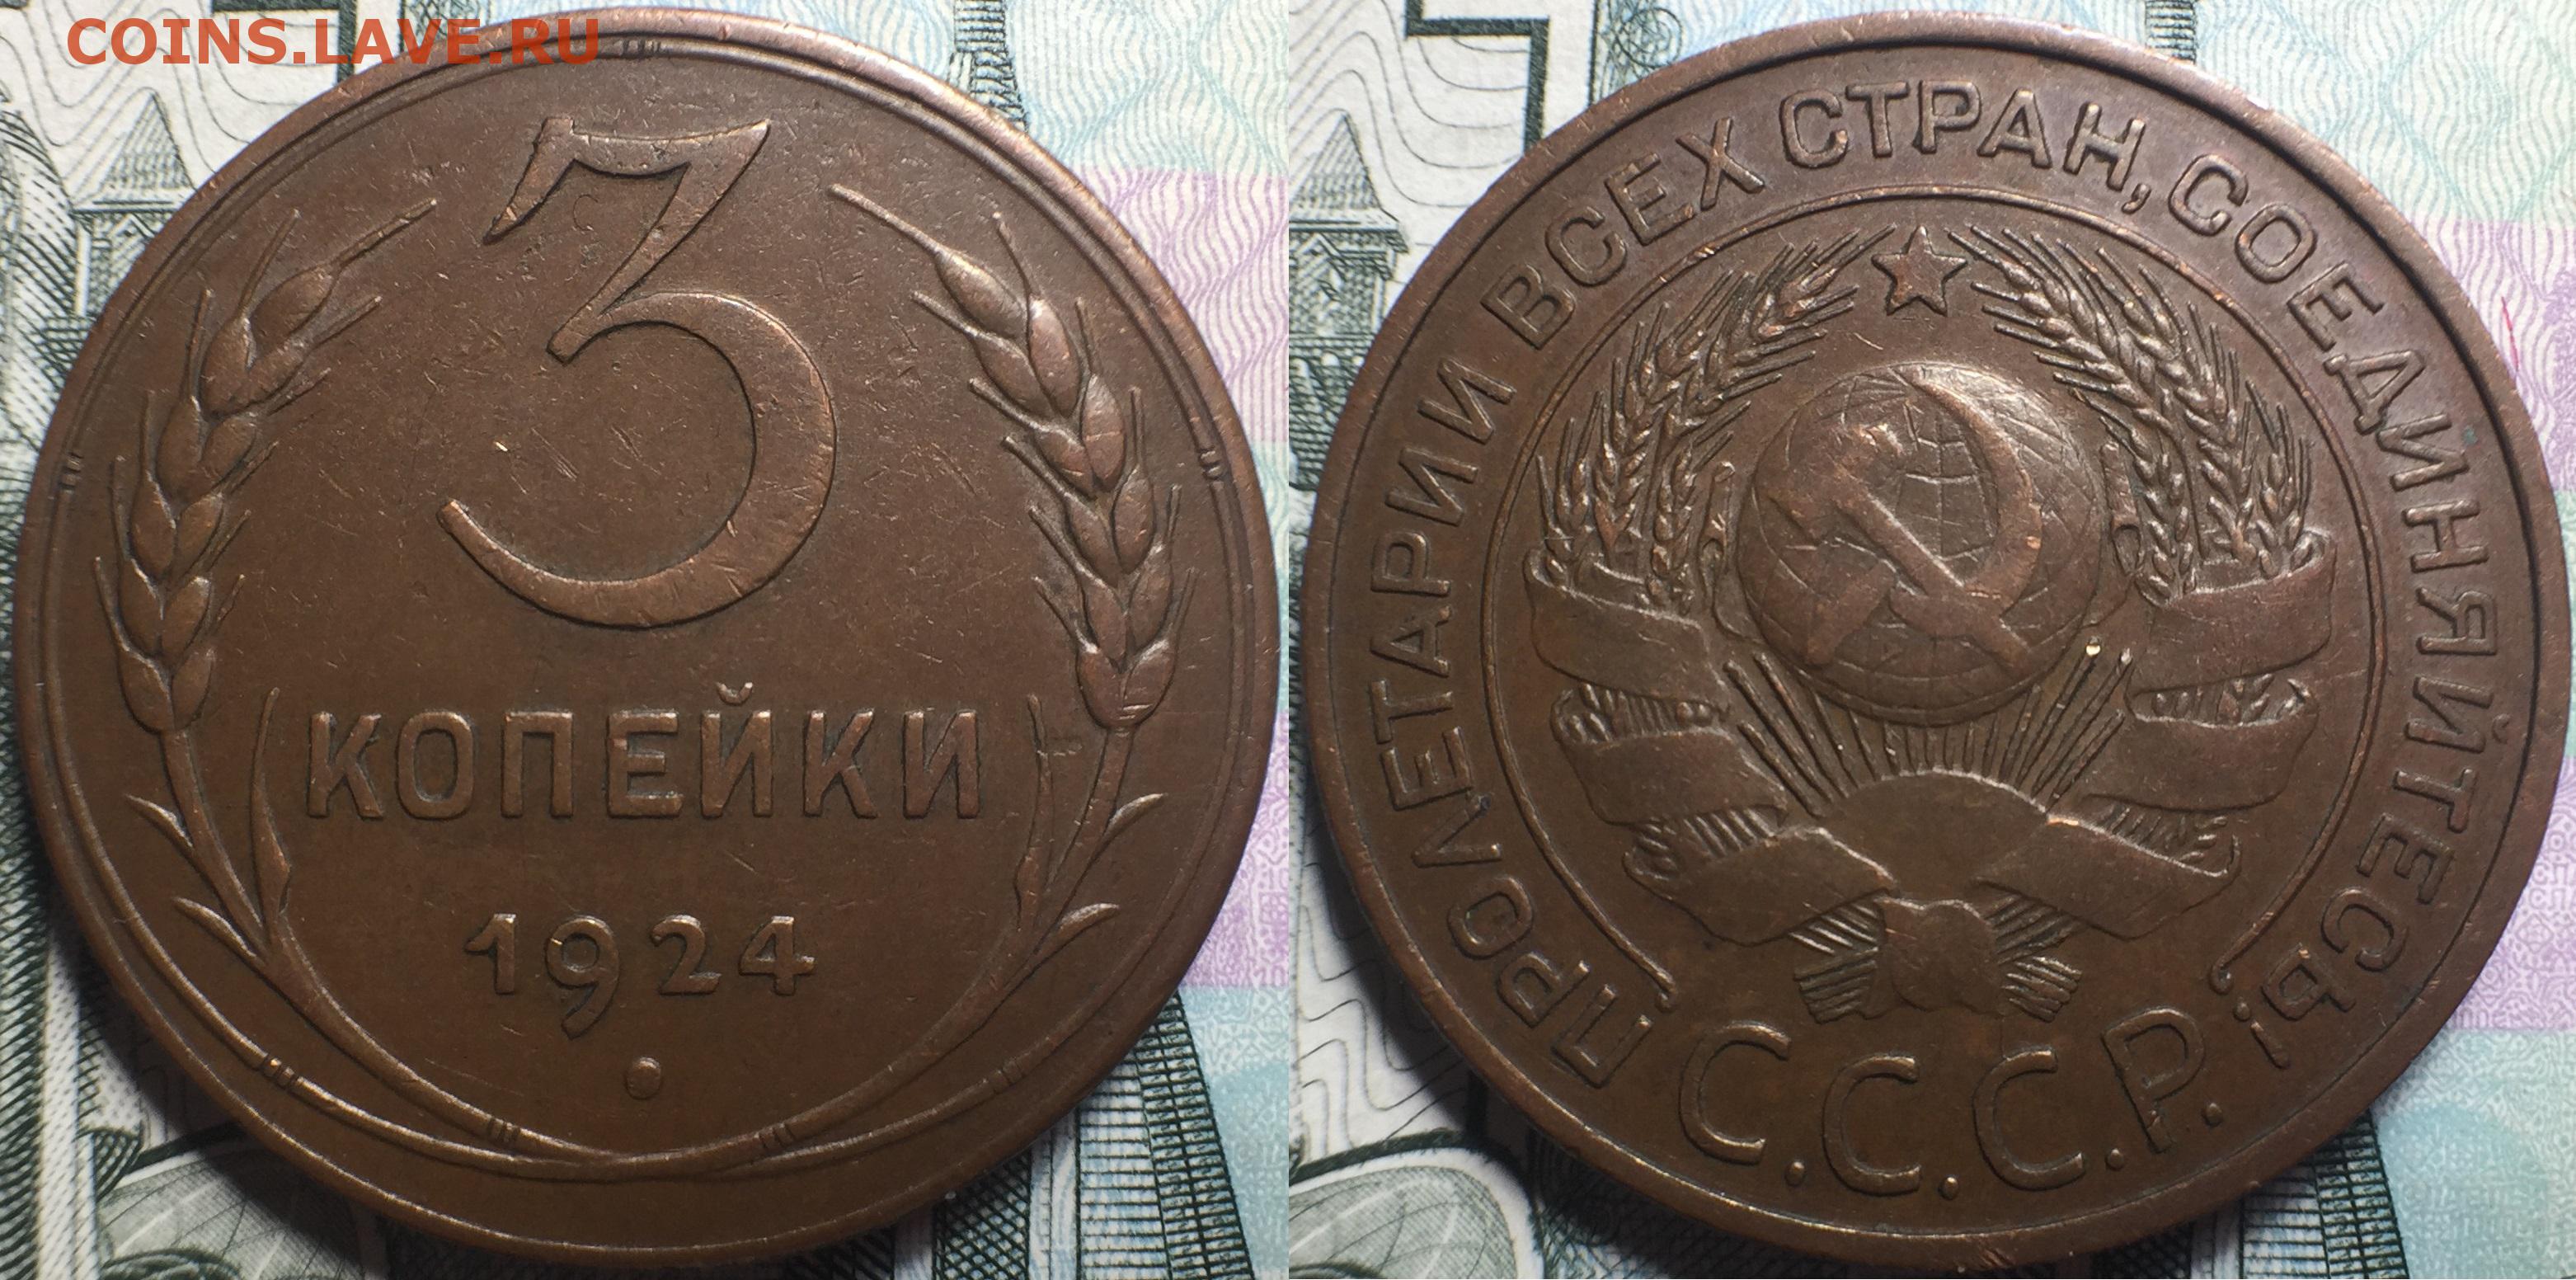 COINS.LAVE.RU
3
КОПЕЙКИ
1924
ПРОЛЕТАРИИ ВСЕХ СТРАН, СОЕДИНЯЙТЕСЬ!
С.С.С.Р.